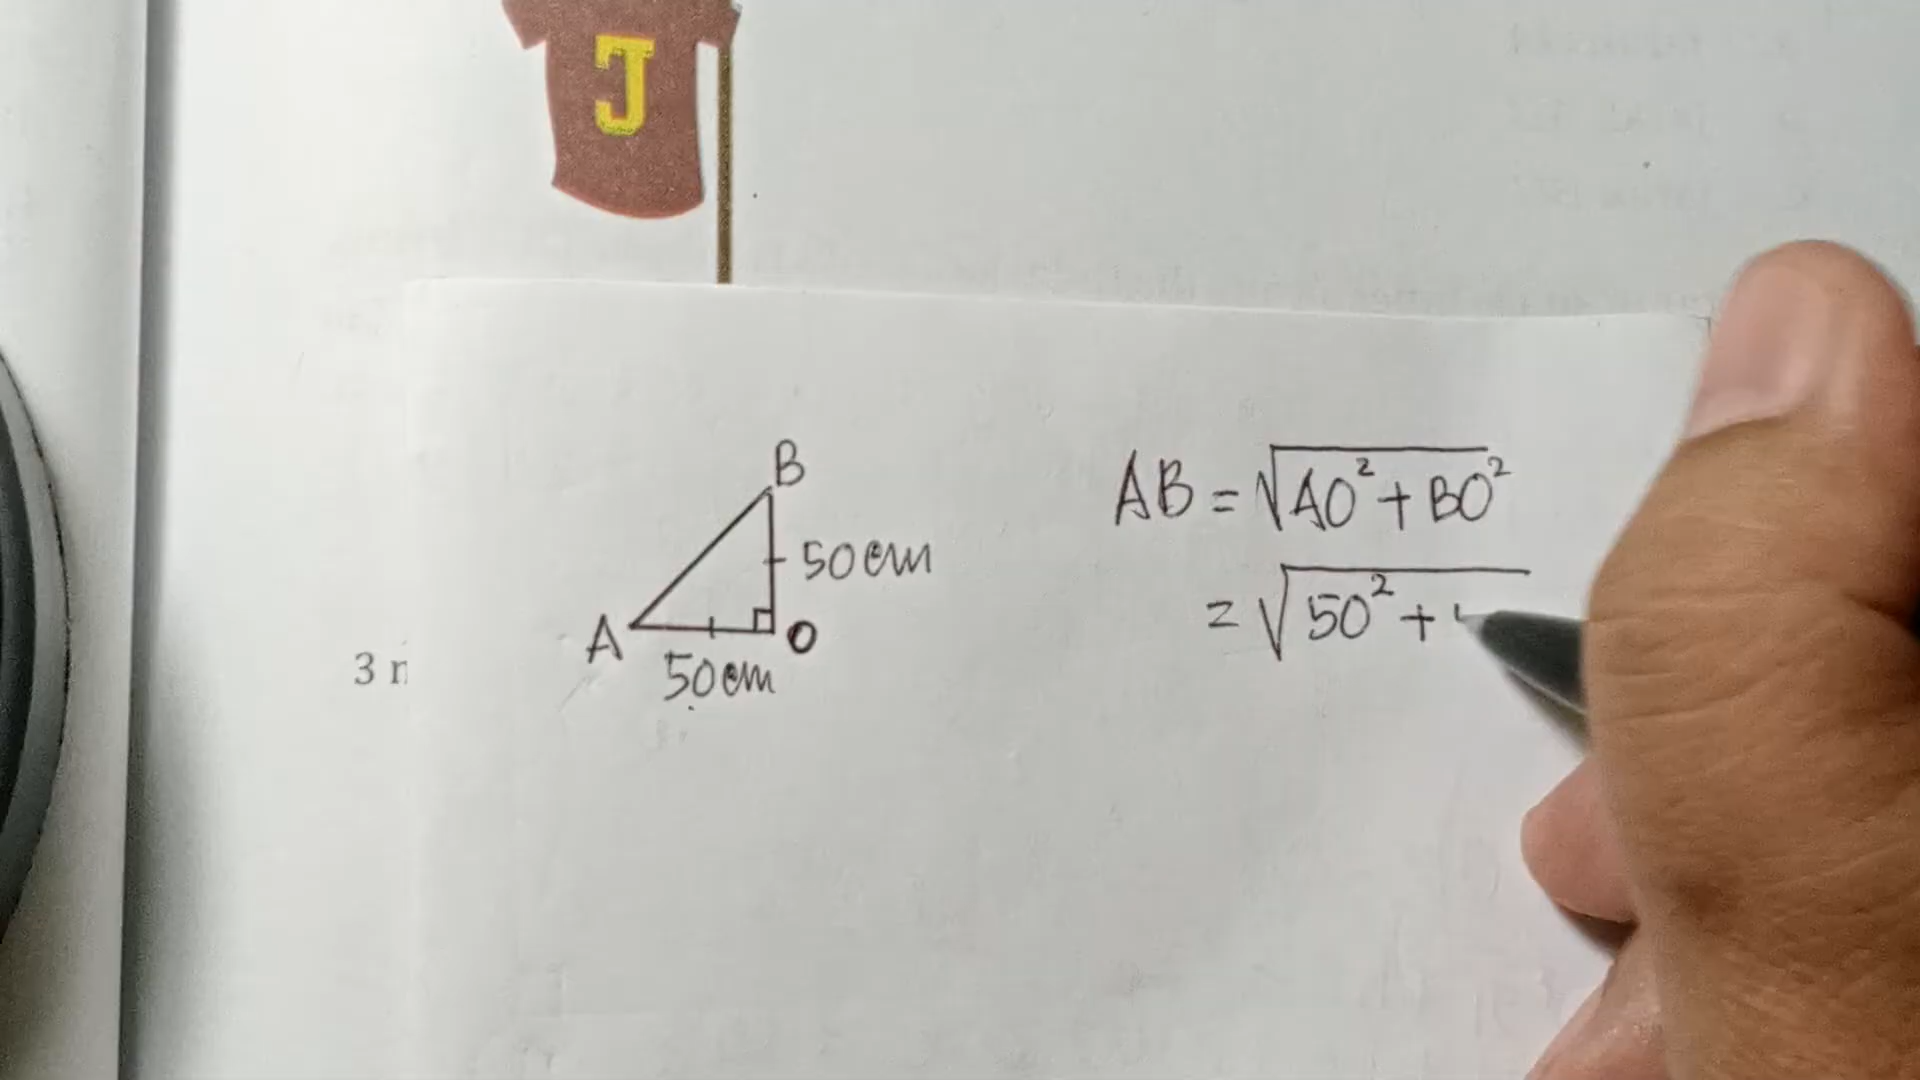 J
B
AB = √AO² + BO²
50cm
= √50² +
A
O
50cm
3